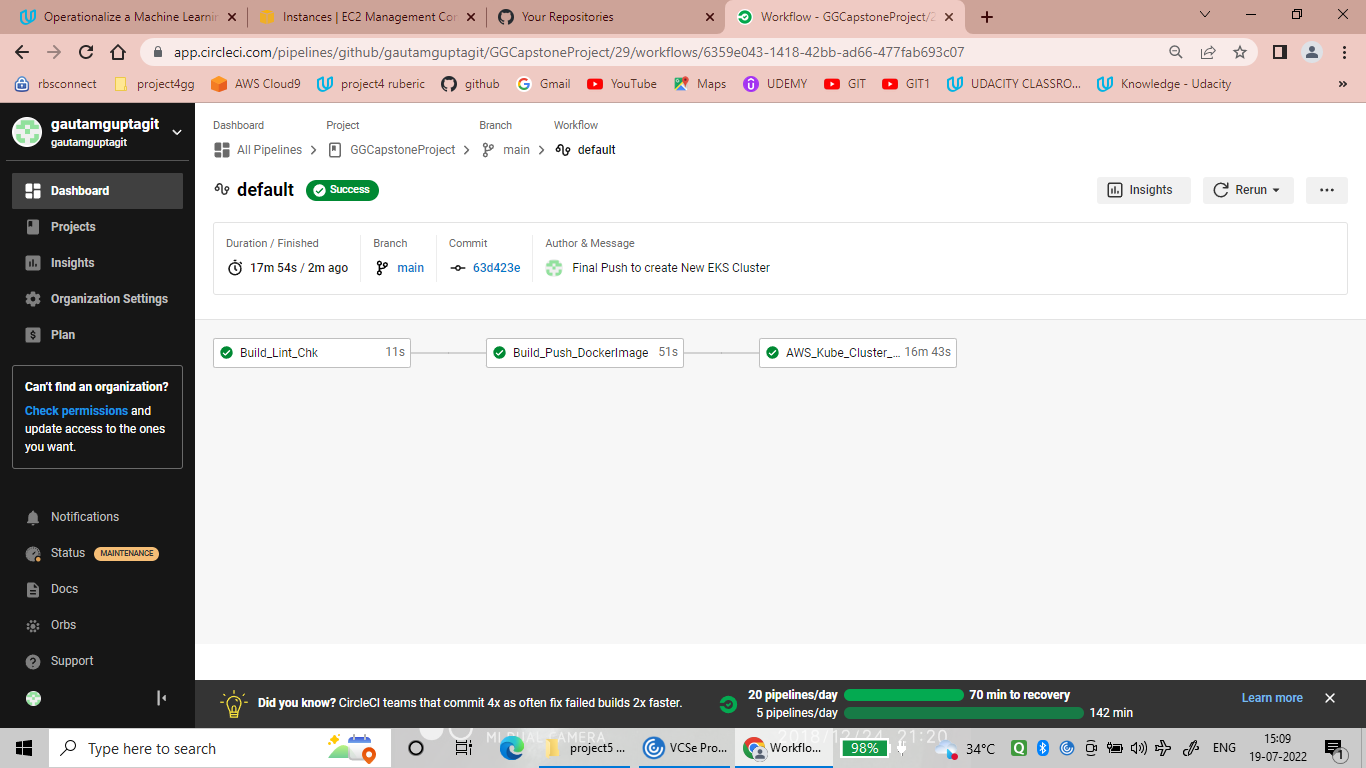 Operationalize a Machine Learnin
Instances | EC2 Management Con
Your Repositories
Workflow - GGCapstoneProject/2
app.circleci.com/pipelines/github/gautamguptagit/GGCapstoneProject/29/workflows/6359e043-1418-42bb-ad66-477fab693c07
rbsconnect
project4gg
AWS Cloud9
project4 ruberic
github
Gmail
YouTube
Maps
UDEMY
GIT
GIT1
UDACITY CLASSRO...
Knowledge - Udacity
»
gautamguptagit
gautamguptagit
Dashboard
Projects
Insights
Organization Settings
Plan
Can't find an organization?
Check permissions and
update access to the ones
you want.
Notifications
Status MAINTENANCE
Docs
Orbs
Support
Dashboard Project Branch Workflow
All Pipelines GGCapstoneProject main default
default Success
Insights Rerun ...
Duration / Finished Branch Commit Author & Message
17m 54s / 2m ago main 63d423e Final Push to create New EKS Cluster
Build_Lint_Chk 11s
Build_Push_DockerImage 51s
AWS_Kube_Cluster_... 16m 43s
Did you know? CircleCI teams that commit 4x as often fix failed builds 2x faster.
20 pipelines/day 70 min to recovery
5 pipelines/day 142 min
Learn more
Type here to search
MI DUAL CAMERA
project5 ...
VCSe Pro...
Workflo...
2018/12/24 21:20
98%
34°C
ENG
15:09
19-07-2022
1